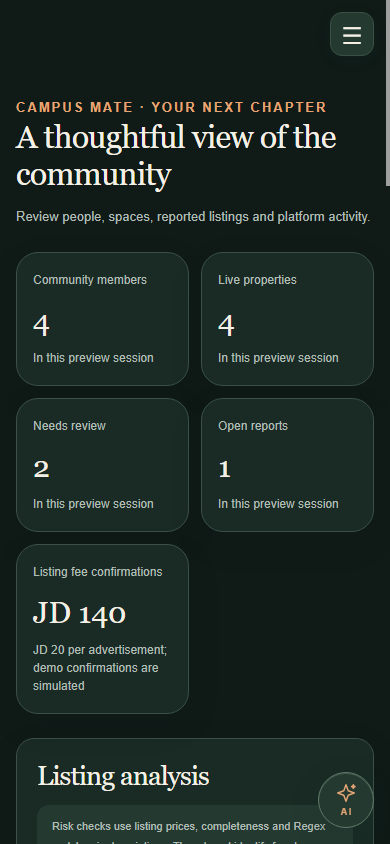 CAMPUS MATE · YOUR NEXT CHAPTER
A thoughtful view of the
community
Review people, spaces, reported listings and platform activity.
Community members
4
In this preview session
Live properties
4
In this preview session
Needs review
2
In this preview session
Open reports
1
In this preview session
Listing fee confirmations
JD 140
JD 20 per advertisement;
demo confirmations are
simulated
Listing analysis
AI
Risk checks use listing prices, completeness and Regex